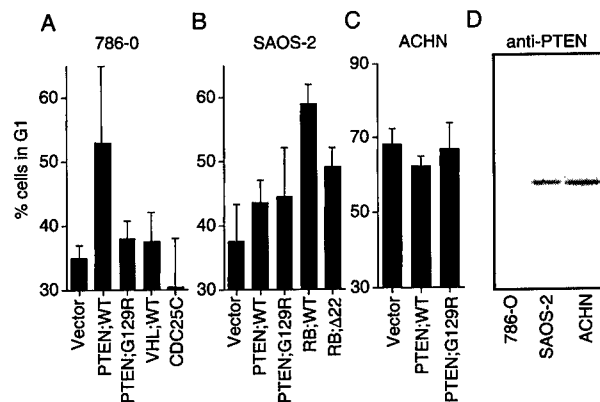 A
B
C
D
786-0
SAOS-2
ACHN
anti-PTEN
% cells in G1
60
50
40
30
Vector
PTEN;WT
PTEN;G129R
VHL;WT
CDC25C
60
50
40
30
Vector
PTEN;WT
PTEN;G129R
RB;WT
RB;Δ22
90
70
50
30
Vector
PTEN;WT
PTEN;G129R
786-O
SAOS-2
ACHN